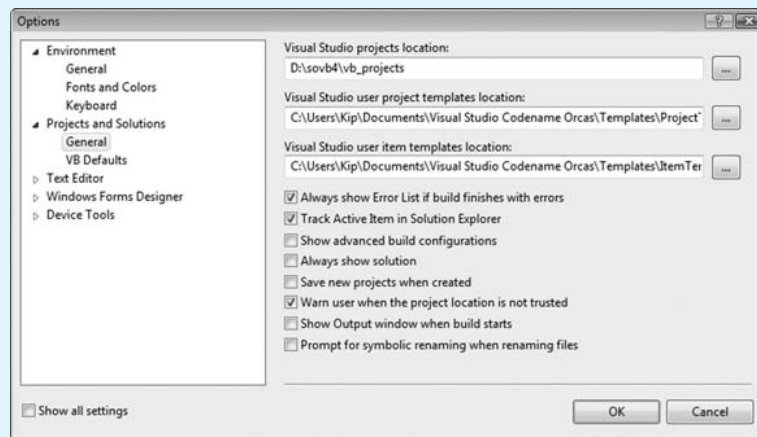 Options
Environment
General
Fonts and Colors
Keyboard
Projects and Solutions
General
VB Defaults
Text Editor
Windows Forms Designer
Device Tools
Show all settings
Visual Studio projects location:
D:\sovb4\vb_projects
...
Visual Studio user project templates location:
C:\Users\Kip\Documents\Visual Studio Codename Orcas\Templates\Project
...
Visual Studio user item templates location:
C:\Users\Kip\Documents\Visual Studio Codename Orcas\Templates\ItemTer
...
Always show Error List if build finishes with errors
Track Active Item in Solution Explorer
Show advanced build configurations
Always show solution
Save new projects when created
Warn user when the project location is not trusted
Show Output window when build starts
Prompt for symbolic renaming when renaming files
OK
Cancel